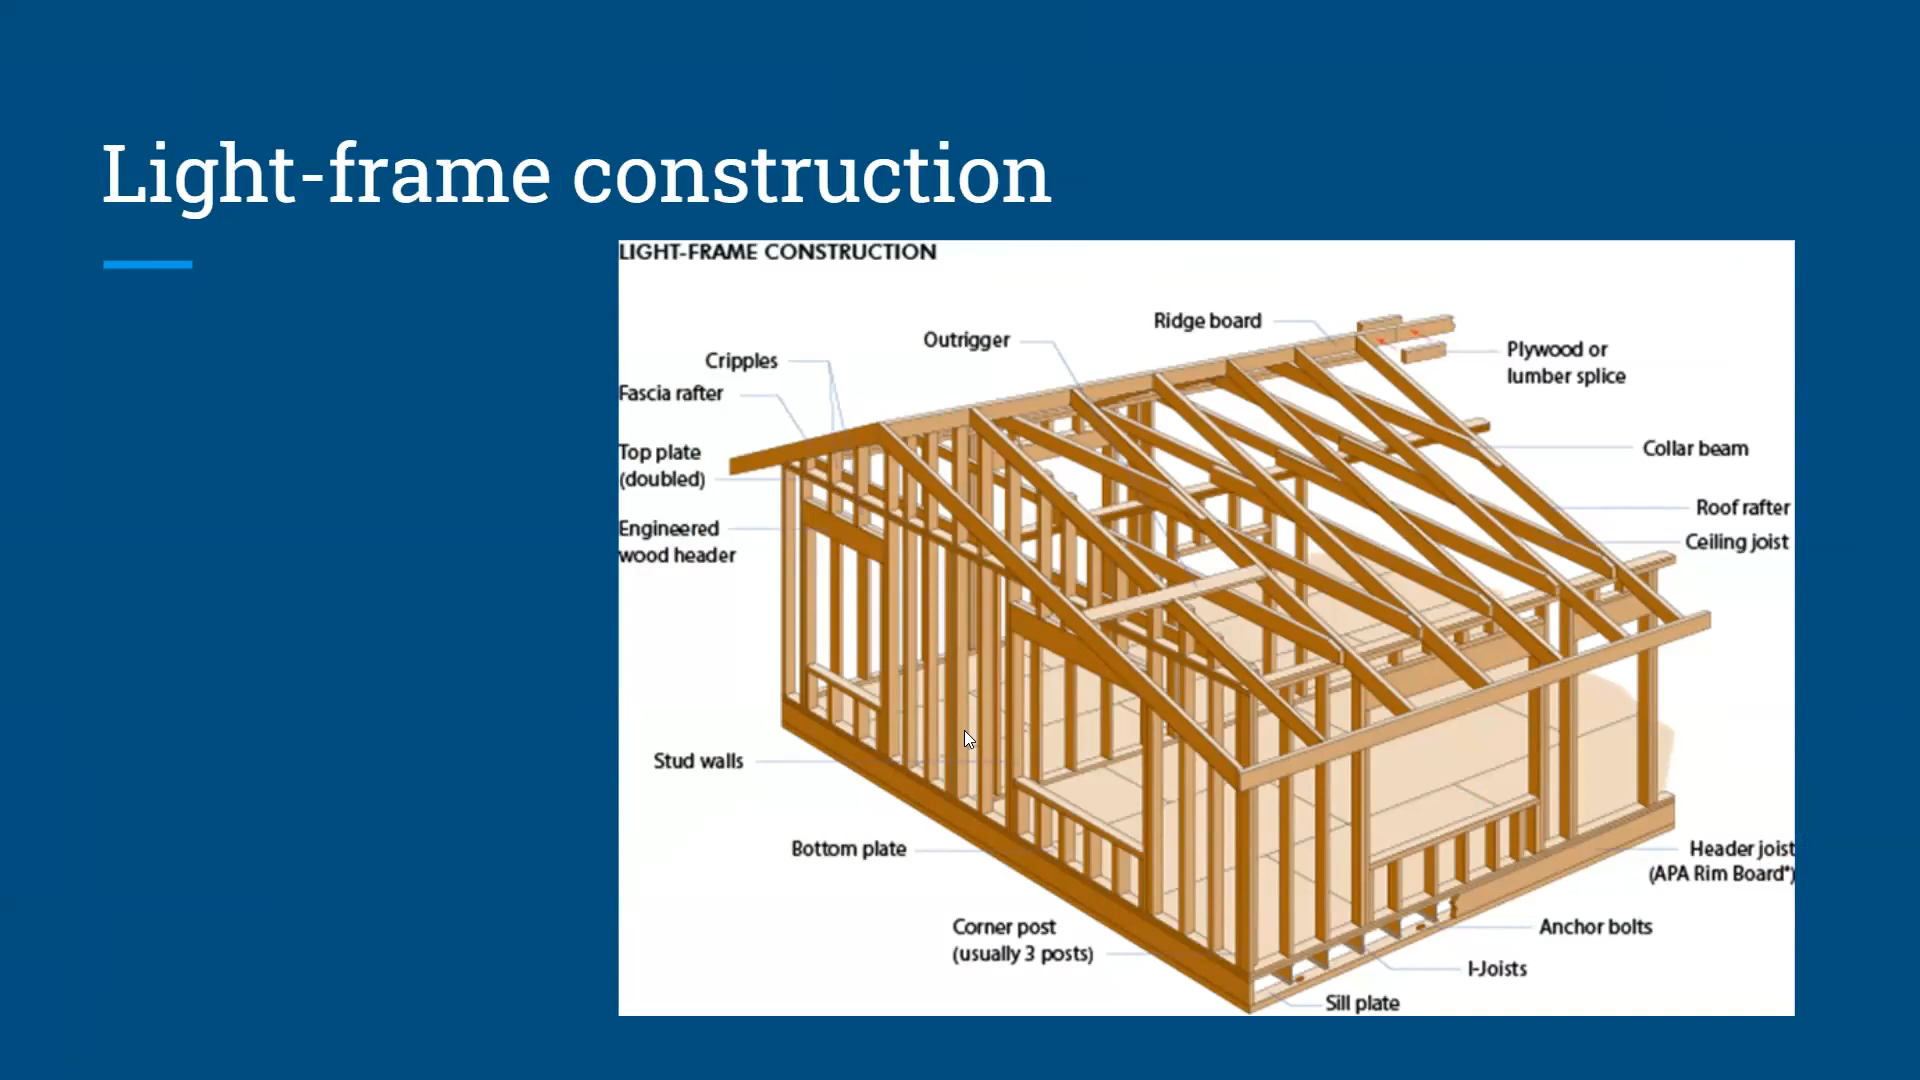 Light-frame construction
LIGHT-FRAME CONSTRUCTION
Ridge board
Outrigger
Plywood or
lumber splice
Cripples
Fascia rafter
Top plate
(doubled)
Collar beam
Roof rafter
Engineered
wood header
Ceiling joist
Stud walls
Bottom plate
Header joist
(APA Rim Board*)
Corner post
(usually 3 posts)
Anchor bolts
I-Joists
Sill plate